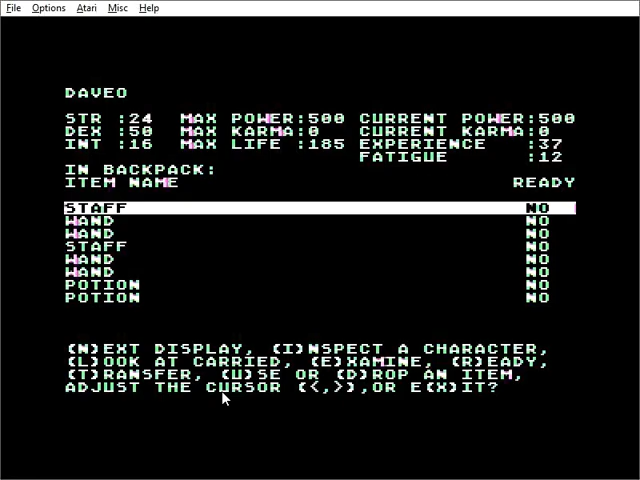 File Options Atari Misc Help
DAVEO
STR :24 MAX POWER:500 CURRENT POWER:500
DEX :50 MAX KARMA:0 CURRENT KARMA:0
INT :16 MAX LIFE :185 EXPERIENCE :37
FATIGUE :12
IN BACKPACK:
ITEM NAME READY
STAFF NO
WAND NO
WAND NO
STAFF NO
WAND NO
WAND NO
POTION NO
POTION NO
(N)EXT DISPLAY, (I)NSPECT A CHARACTER,
(L)OOK AT CARRIED, (E)XAMINE, (R)EADY,
(T)RANSFER, (U)SE OR (D)ROP AN ITEM,
ADJUST THE CURSOR (<,>),OR E(X)IT?